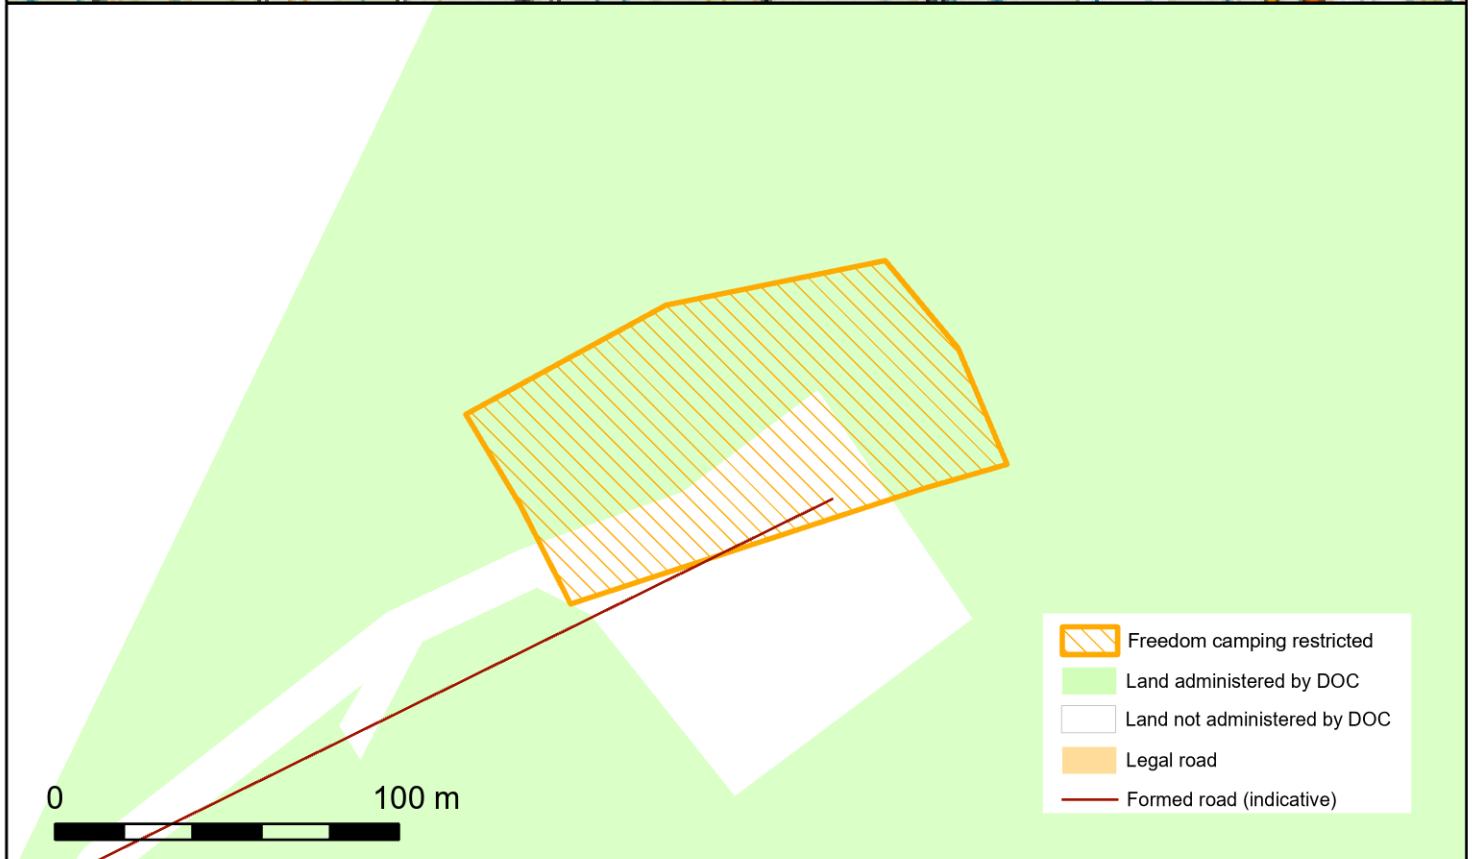 Freedom camping restricted
Land administered by DOC
Land not administered by DOC
Legal road
Formed road (indicative)
0 100 m